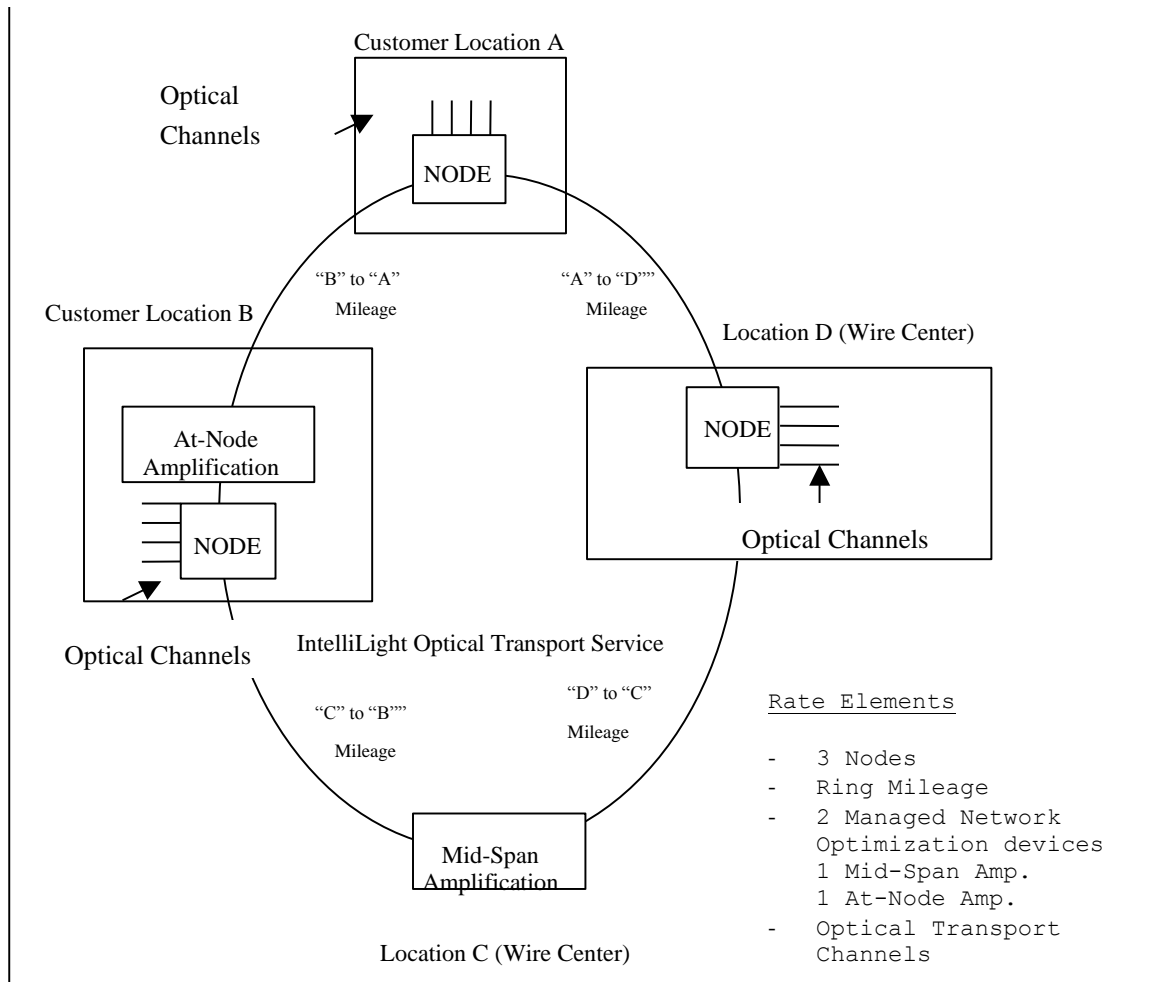 Customer Location A
Optical
Channels
NODE
“B” to “A”
Mileage
“A” to “D””
Mileage
Customer Location B
Location D (Wire Center)
At-Node
Amplification
NODE
NODE
Optical Channels
Optical Channels
IntelliLight Optical Transport Service
“C” to “B””
Mileage
“D” to “C”
Mileage
Mid-Span
Amplification
Location C (Wire Center)
Rate Elements
- 3 Nodes
- Ring Mileage
- 2 Managed Network
Optimization devices
1 Mid-Span Amp.
1 At-Node Amp.
- Optical Transport
Channels